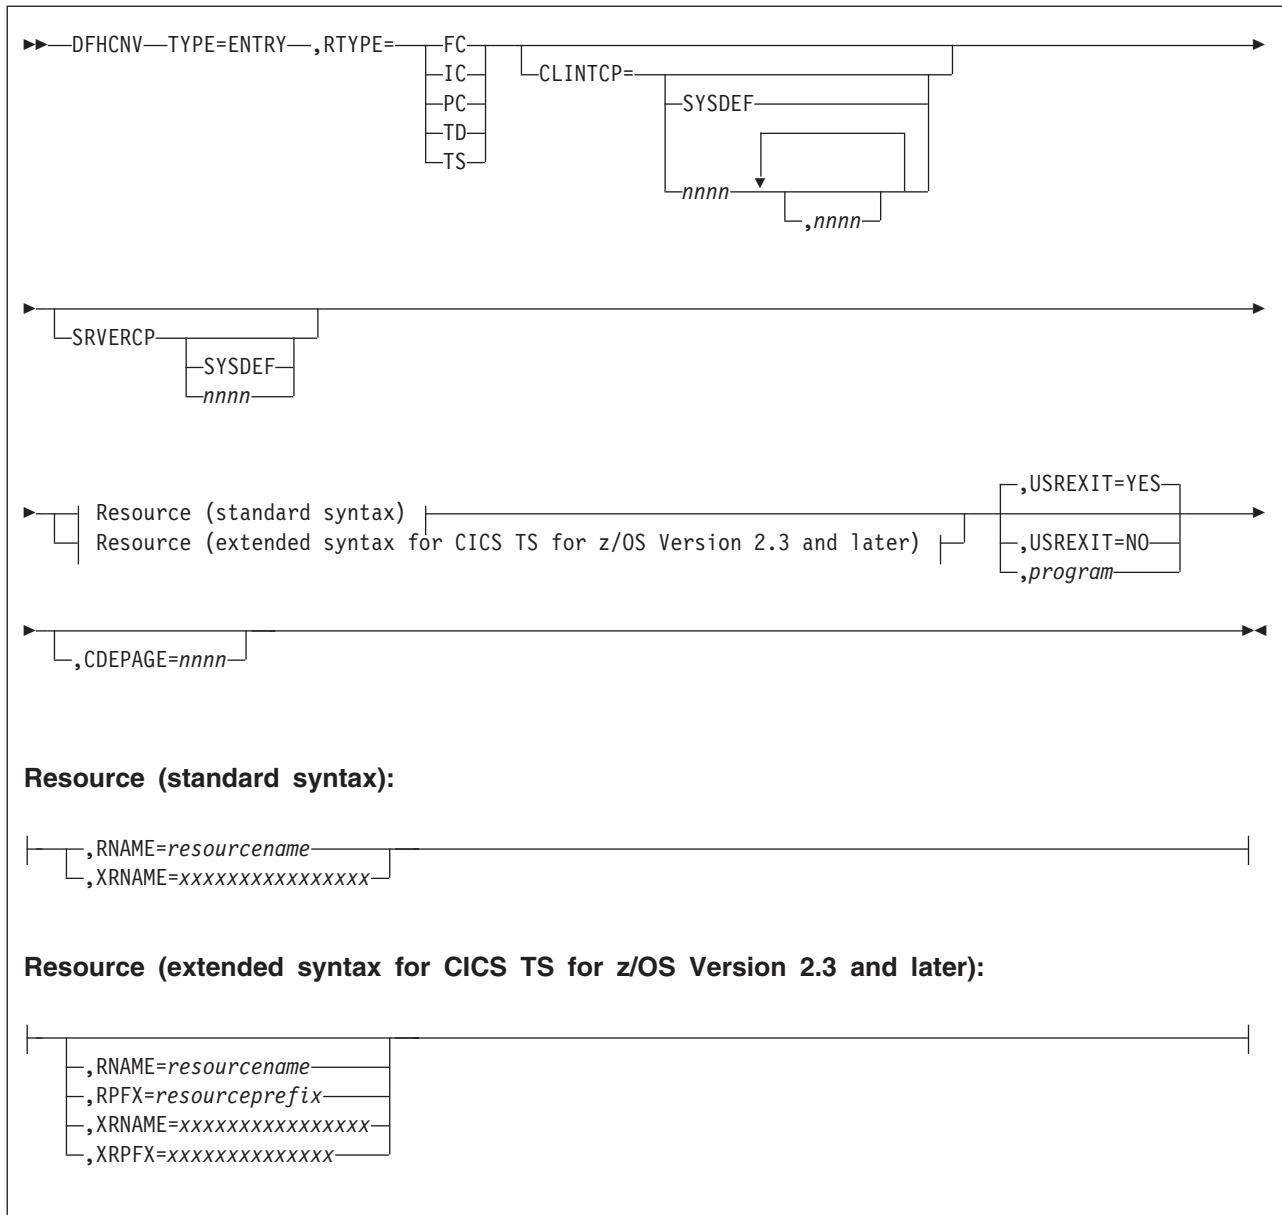 DFHCNV TYPE=ENTRY ,RTYPE= FC
IC CLINTCP=
PC SYSDEF
TD
TS
nnnn
,nnnn
SRVERCP
SYSDEF
nnnn
,USREXIT=YES
Resource (standard syntax)
Resource (extended syntax for CICS TS for z/OS Version 2.3 and later) ,USREXIT=NO
,program
,CDEPAGE=nnnn
Resource (standard syntax):
,RNAME=resourcename
,XRNAME=xxxxxxxxxxxxxxxx
Resource (extended syntax for CICS TS for z/OS Version 2.3 and later):
,RNAME=resourcename
,RPFX=resourceprefix
,XRNAME=xxxxxxxxxxxxxxxx
,XRPFX=xxxxxxxxxxxxxx